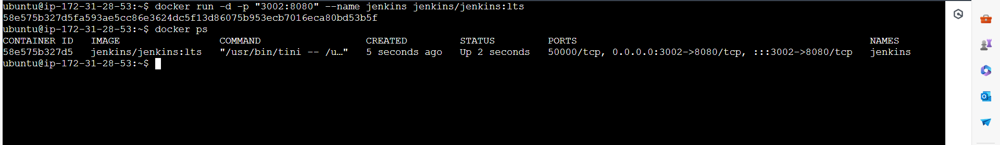 ubuntu@ip-172-31-28-53:~$ docker run -d -p "3002:8080" --name jenkins jenkins/jenkins:lts
58e575b327d5fa593ae5cc86e3624dc5f13d86075b953ecb7016eca80bd53b5f
ubuntu@ip-172-31-28-53:~$ docker ps
CONTAINER ID   IMAGE                 COMMAND                  CREATED         STATUS         PORTS                                                  NAMES
58e575b327d5   jenkins/jenkins:lts   "/usr/bin/tini -- /u…"   5 seconds ago   Up 2 seconds   50000/tcp, 0.0.0.0:3002->8080/tcp, :::3002->8080/tcp   jenkins
ubuntu@ip-172-31-28-53:~$